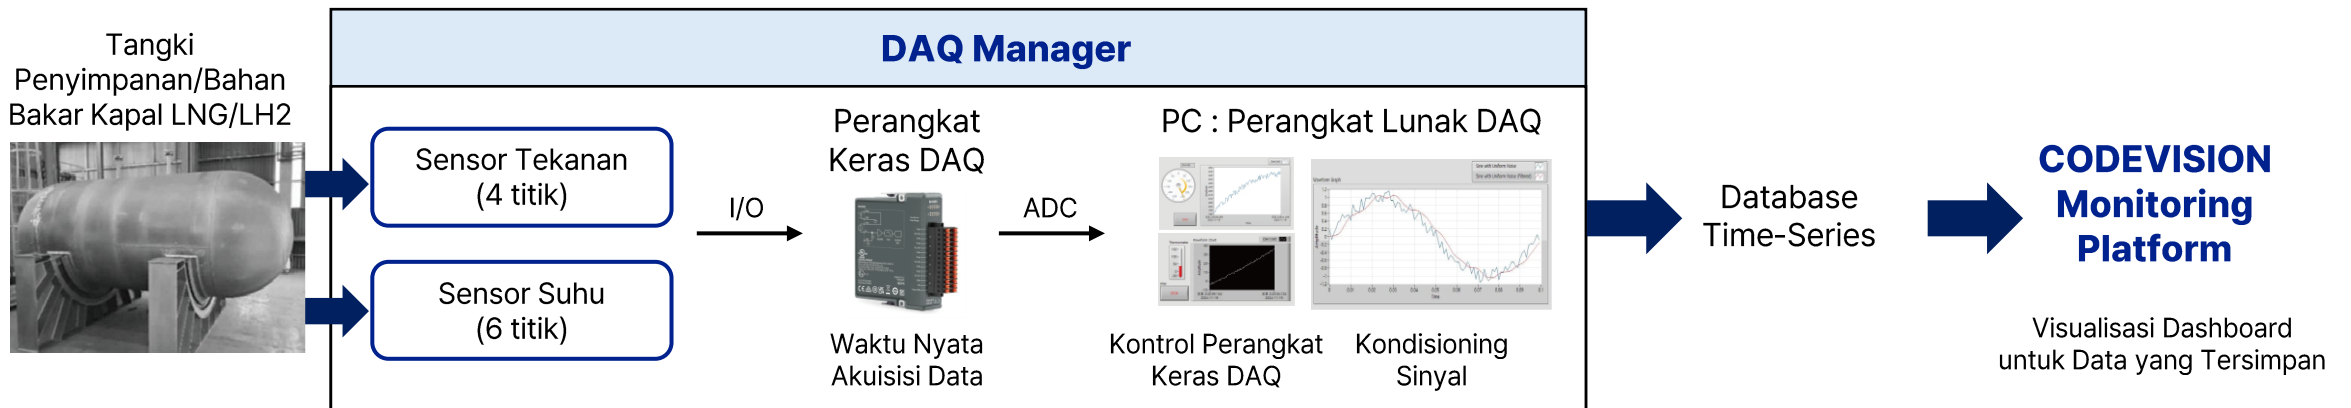 Tangki
Penyimpanan/Bahan
Bakar Kapal LNG/LH2
DAQ Manager
Sensor Tekanan
(4 titik)
Sensor Suhu
(6 titik)
I/O
Perangkat
Keras DAQ
Waktu Nyata
Akuisisi Data
ADC
PC : Perangkat Lunak DAQ
Kontrol Perangkat
Keras DAQ
Kondisioning
Sinyal
Database
Time-Series
CODEVISION
Monitoring
Platform
Visualisasi Dashboard
untuk Data yang Tersimpan